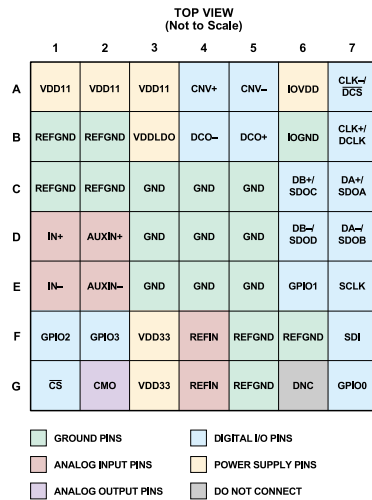 TOP VIEW
(Not to Scale)
1 2 3 4 5 6 7
A VDD11 VDD11 VDD11 CNV+ CNV– IOVDD CLK–/
DCS
B REFGND REFGND VDDLDO DCO– DCO+ IOGND CLK+/
DCLK
C REFGND REFGND GND GND GND DB+/
SDOC DA+/
SDOA
D IN+ AUXIN+ GND GND GND DB–/
SDOD DA–/
SDOB
E IN– AUXIN– GND GND GND GPIO1 SCLK
F GPIO2 GPIO3 VDD33 REFIN REFGND REFGND SDI
G CS CMO VDD33 REFIN REFGND DNC GPIO0
GROUND PINS
DIGITAL I/O PINS
ANALOG INPUT PINS
POWER SUPPLY PINS
ANALOG OUTPUT PINS
DO NOT CONNECT